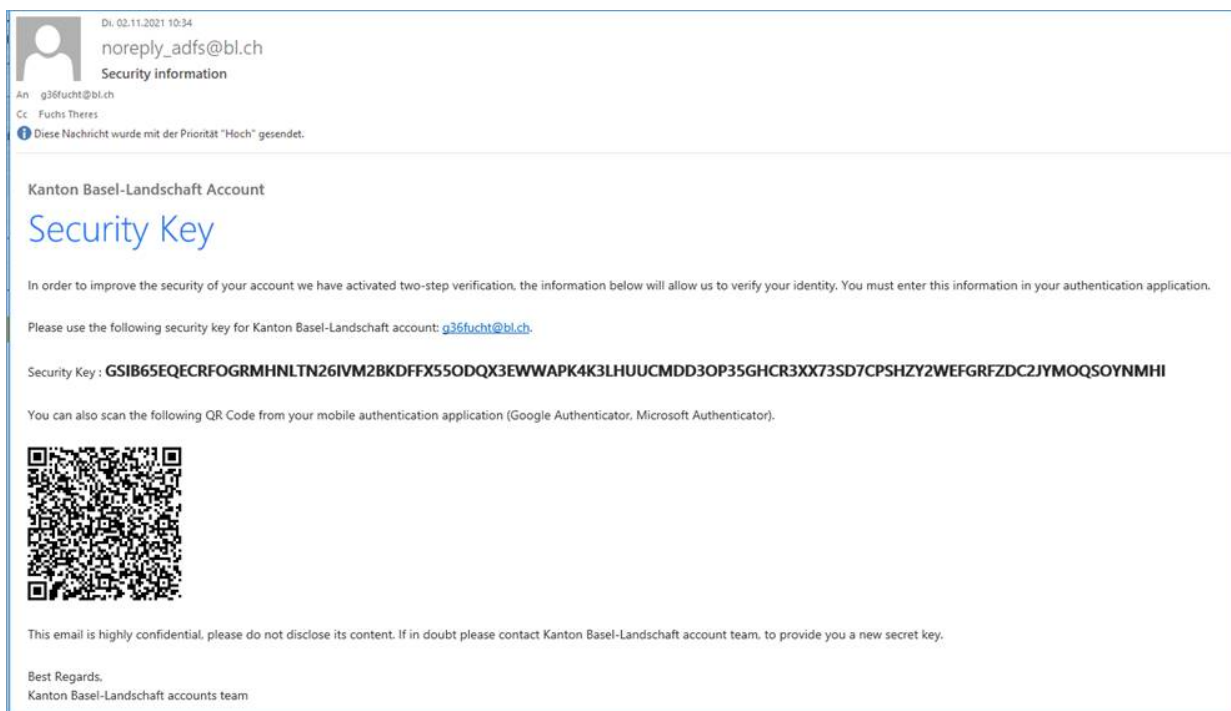 Di. 02.11.2021 10:34
noreply_adfs@bl.ch
Security information
An g36fucht@bl.ch
Cc Fuchs Theres
Diese Nachricht wurde mit der Priorität "Hoch" gesendet.
Kanton Basel-Landschaft Account
Security Key
In order to improve the security of your account we have activated two-step verification, the information below will allow us to verify your identity. You must enter this information in your authentication application.
Please use the following security key for Kanton Basel-Landschaft account: g36fucht@bl.ch.
Security Key : GSIB65EQECRFOGRMHNLTN26IVM2BKDFFX55ODQX3EWWAPK4K3LHUUCMDD3OP35GHCR3XX73SD7CPSHZY2WEFGRFZDC2JYMOQSOYNMHI
You can also scan the following QR Code from your mobile authentication application (Google Authenticator, Microsoft Authenticator).
This email is highly confidential, please do not disclose its content. If in doubt please contact Kanton Basel-Landschaft account team, to provide you a new secret key.
Best Regards,
Kanton Basel-Landschaft accounts team